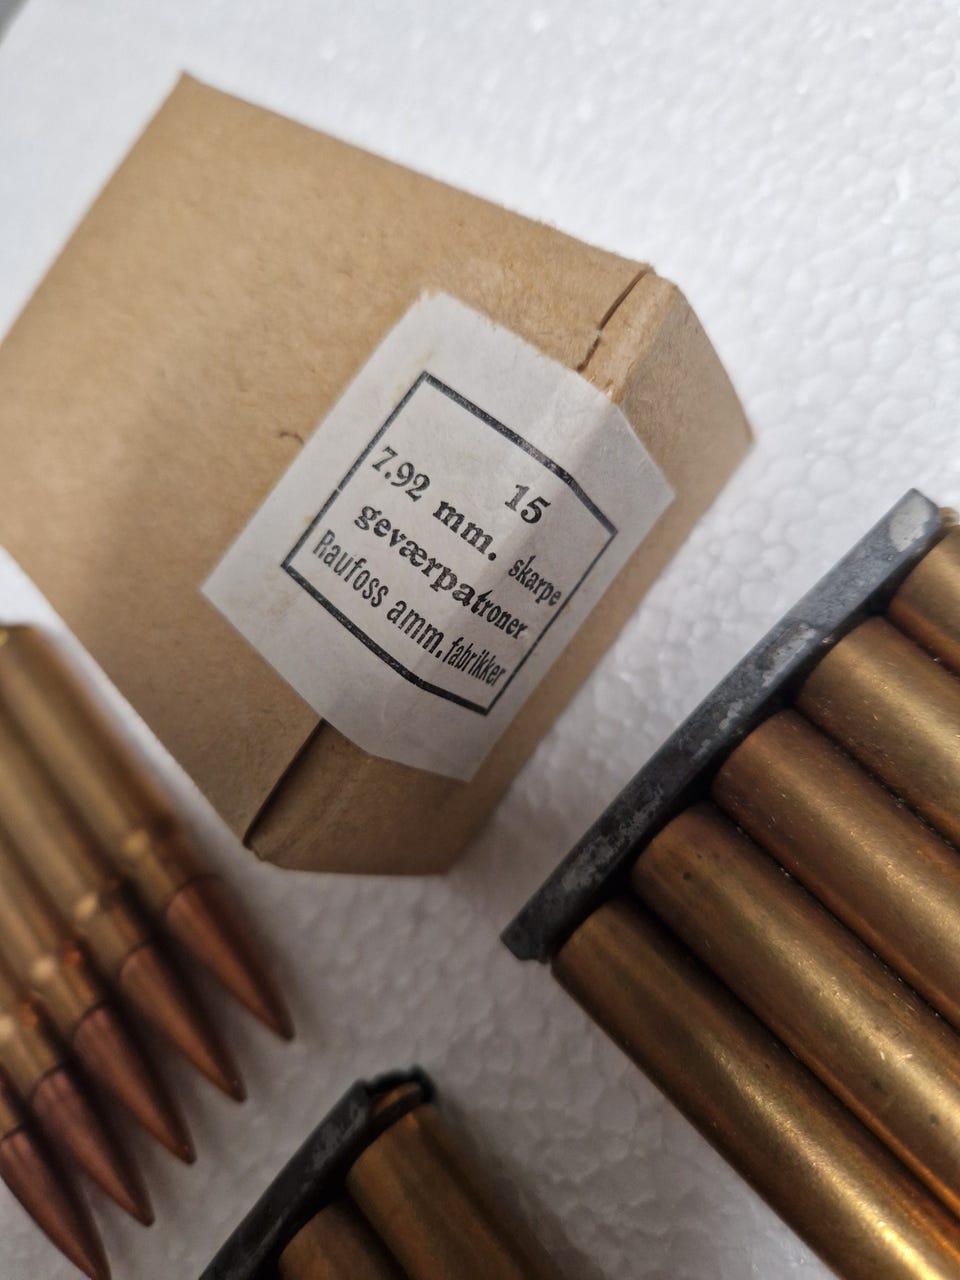 15
7.92 mm. skarpe
geværpatroner
Raufoss amm.fabrikker